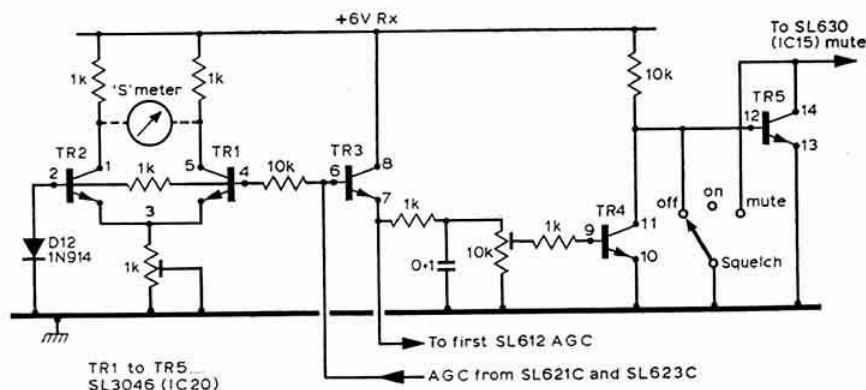 +6V Rx
To SL630
(IC15) mute
1k
'S' meter
1k
10k
TR5
12
14
13
TR2
1
5
TR1
2
1k
4
10k
TR3
6
8
7
3
1k
TR4
11
off
on
mute
D12
1N914
1k
0·1
10k
1k
9
10
Squelch
To first SL612 AGC
TR1 to TR5....
SL3046 (IC20)
AGC from SL621C and SL623C